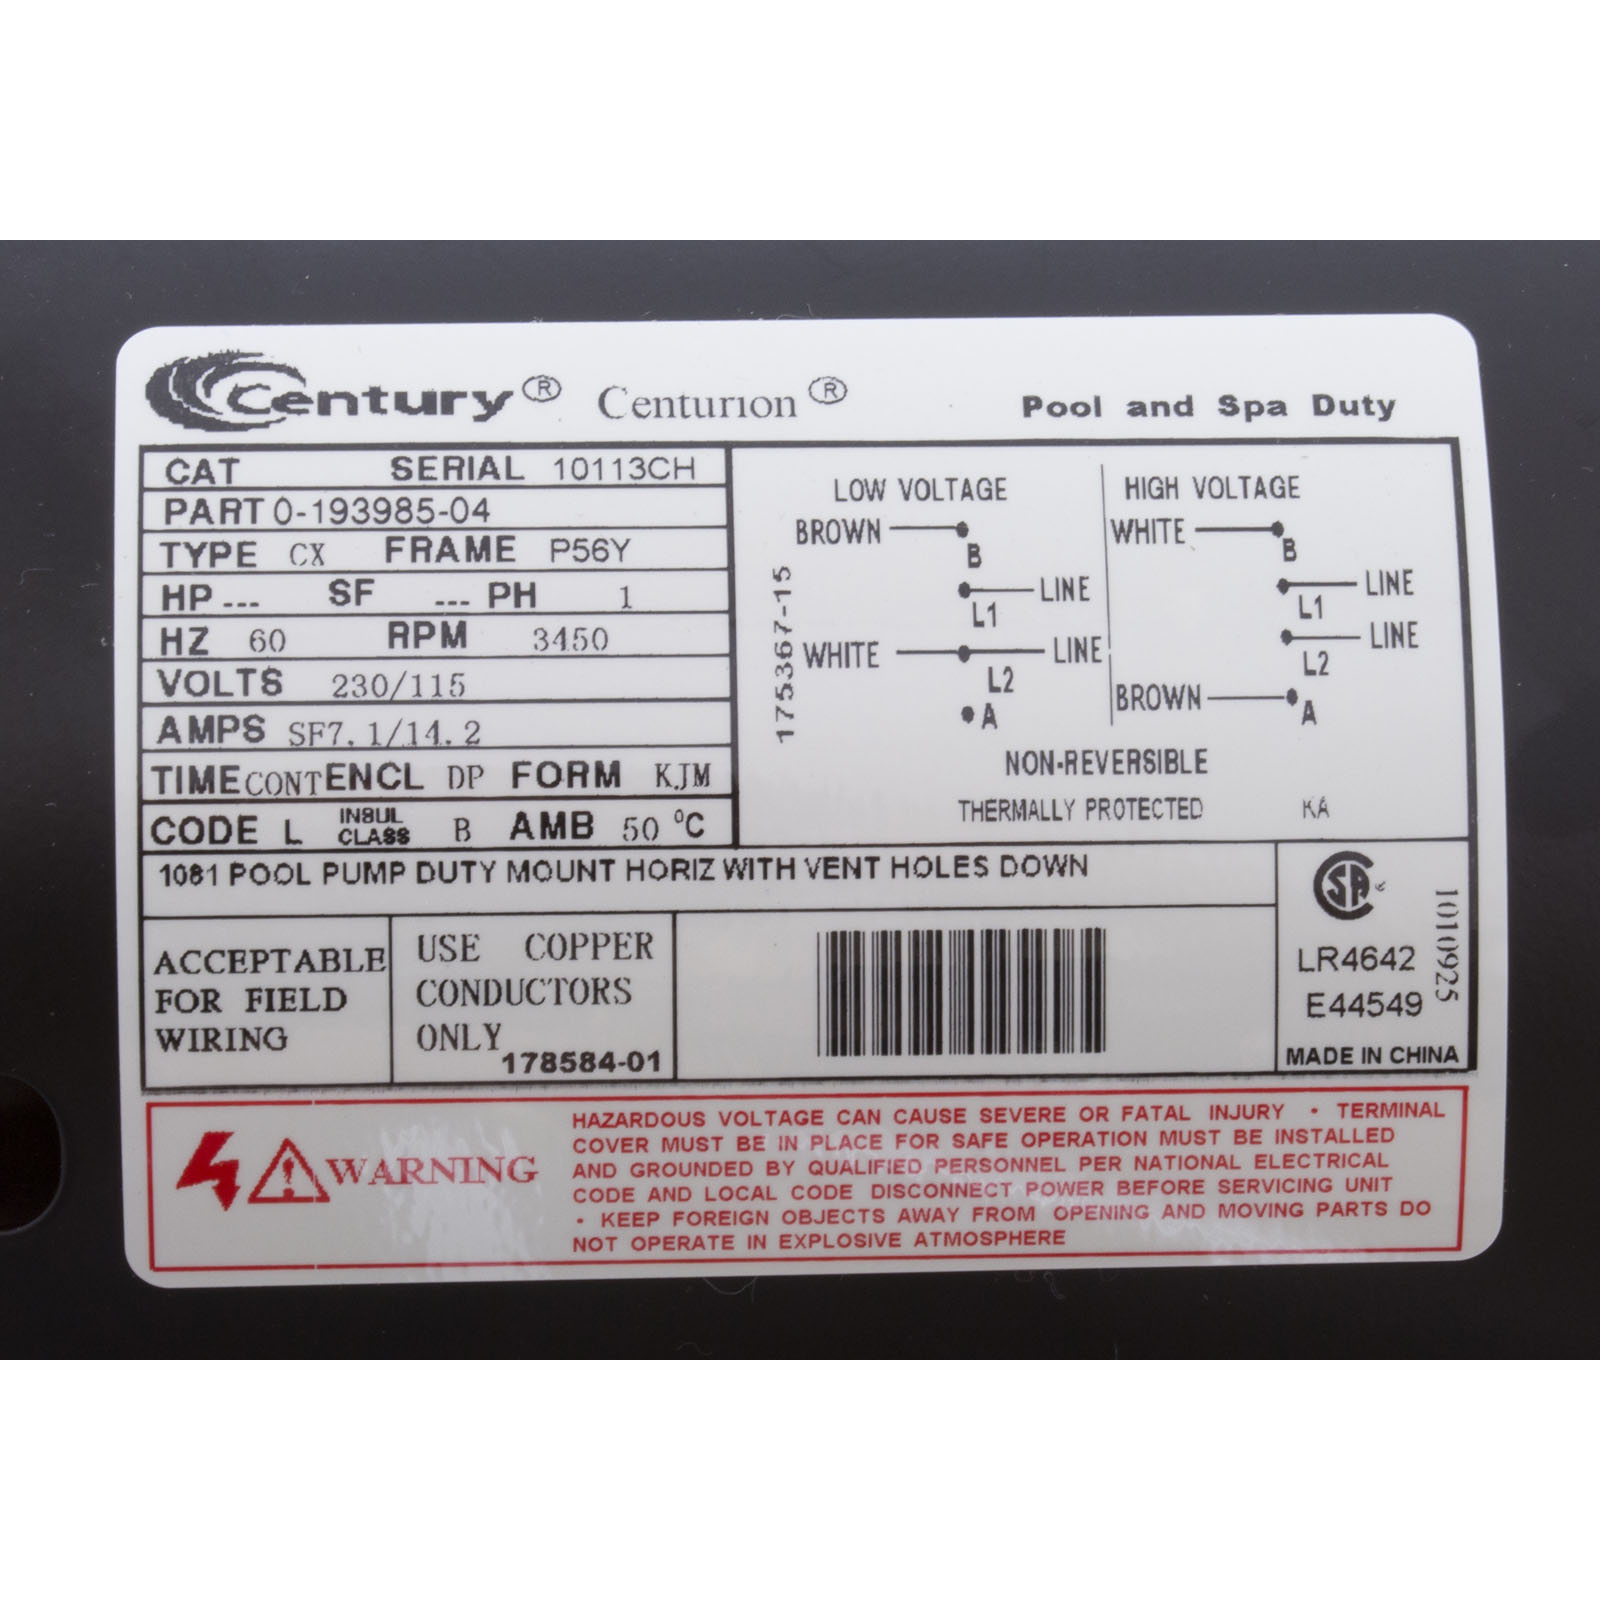 Century® Centurion® Pool and Spa Duty
CAT SERIAL 10113CH
PART 0-193985-04
TYPE CX FRAME P56Y
HP --- SF --- PH 1
HZ 60 RPM 3450
VOLTS 230/115
AMPS SF7.1/14.2
TIME CONT ENCL DP FORM KJM
CODE L INSUL CLASS B AMB 50 °C
175367-15
LOW VOLTAGE
BROWN
B
LINE
L1
WHITE LINE
L2
A
HIGH VOLTAGE
WHITE
B
LINE
L1
LINE
L2
BROWN
A
NON-REVERSIBLE
THERMALLY PROTECTED KA
1081 POOL PUMP DUTY MOUNT HORIZ WITH VENT HOLES DOWN
ACCEPTABLE
FOR FIELD
WIRING
USE COPPER
CONDUCTORS
ONLY
178584-01
SA
LR4642
E44549
1010925
MADE IN CHINA
WARNING
HAZARDOUS VOLTAGE CAN CAUSE SEVERE OR FATAL INJURY • TERMINAL
COVER MUST BE IN PLACE FOR SAFE OPERATION MUST BE INSTALLED
AND GROUNDED BY QUALIFIED PERSONNEL PER NATIONAL ELECTRICAL
CODE AND LOCAL CODE DISCONNECT POWER BEFORE SERVICING UNIT
• KEEP FOREIGN OBJECTS AWAY FROM OPENING AND MOVING PARTS DO
NOT OPERATE IN EXPLOSIVE ATMOSPHERE